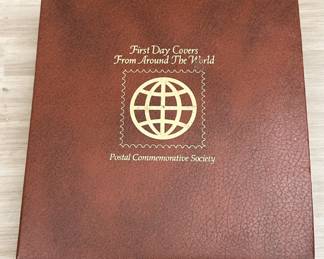 First Day Covers
From Around The World
Postal Commemorative Society